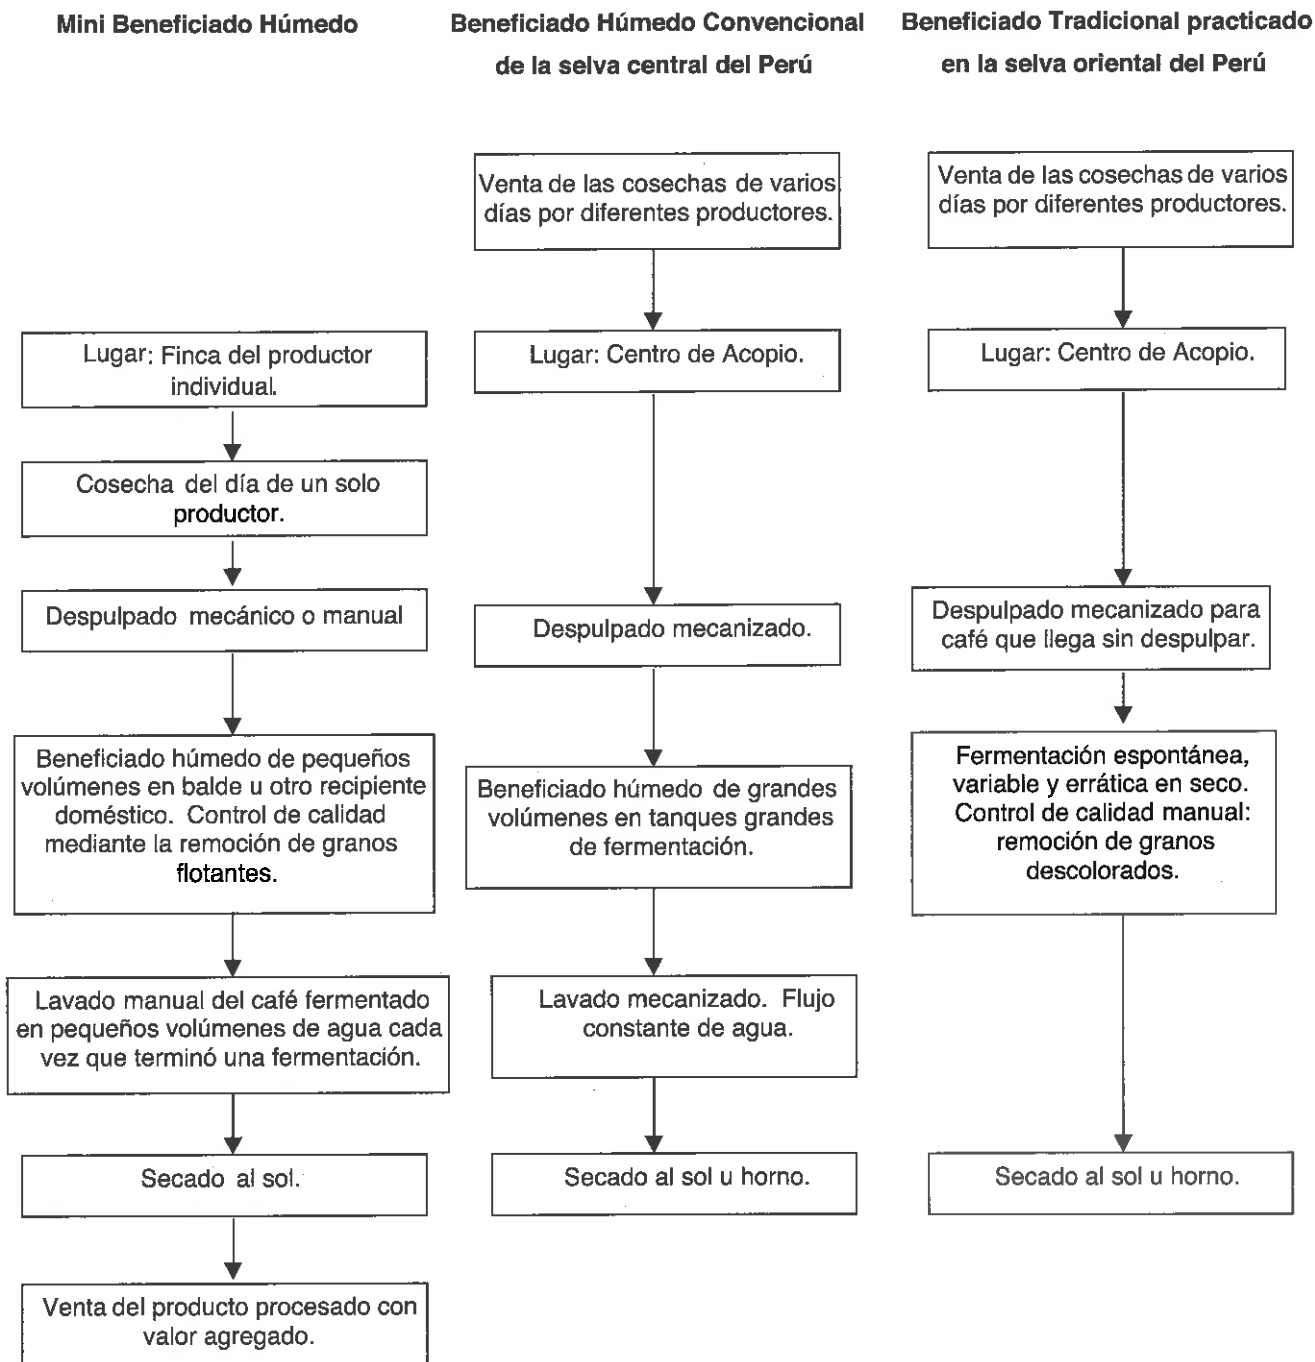 Mini Beneficiado Húmedo
Lugar: Finca del productor
individual.
Cosecha del día de un solo
productor.
Despulpado mecánico o manual
Beneficiado húmedo de pequeños
volúmenes en balde u otro recipiente
doméstico. Control de calidad
mediante la remoción de granos
flotantes.
Lavado manual del café fermentado
en pequeños volúmenes de agua cada
vez que terminó una fermentación.
Secado al sol.
Venta del producto procesado con
valor agregado.
Beneficiado Húmedo Convencional
de la selva central del Perú
Venta de las cosechas de varios
días por diferentes productores.
Lugar: Centro de Acopio.
Despulpado mecanizado.
Beneficiado húmedo de grandes
volúmenes en tanques grandes
de fermentación.
Lavado mecanizado. Flujo
constante de agua.
Secado al sol u horno.
Beneficiado Tradicional practicado
en la selva oriental del Perú
Venta de las cosechas de varios
días por diferentes productores.
Lugar: Centro de Acopio.
Despulpado mecanizado para
café que llega sin despulpar.
Fermentación espontánea,
variable y errática en seco.
Control de calidad manual:
remoción de granos
descolorados.
Secado al sol u horno.